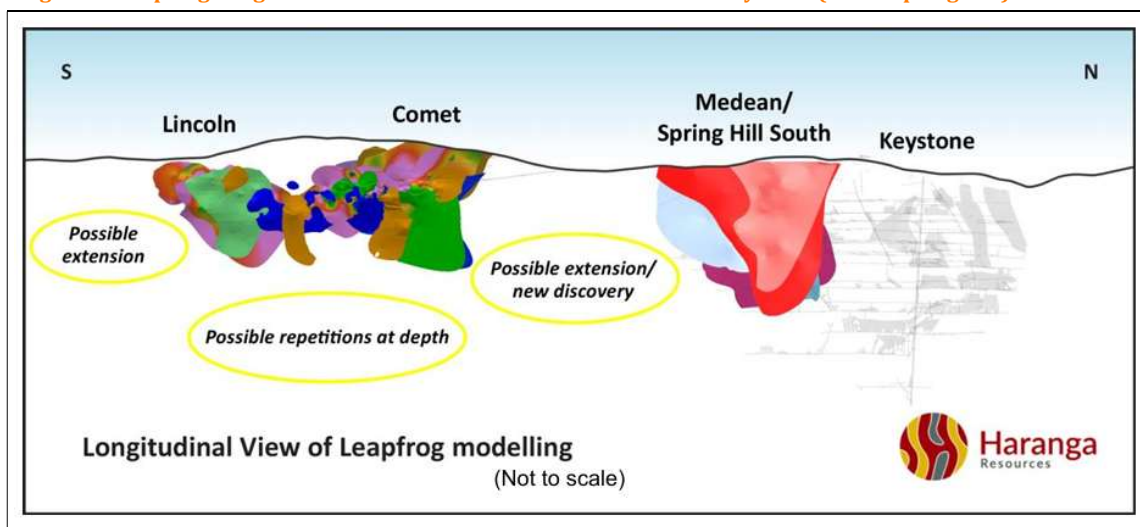 S
N
Lincoln
Comet
Medean/
Spring Hill South
Keystone
Possible
extension
Possible extension/
new discovery
Possible repetitions at depth
Longitudinal View of Leapfrog modelling
(Not to scale)
Haranga
Resources